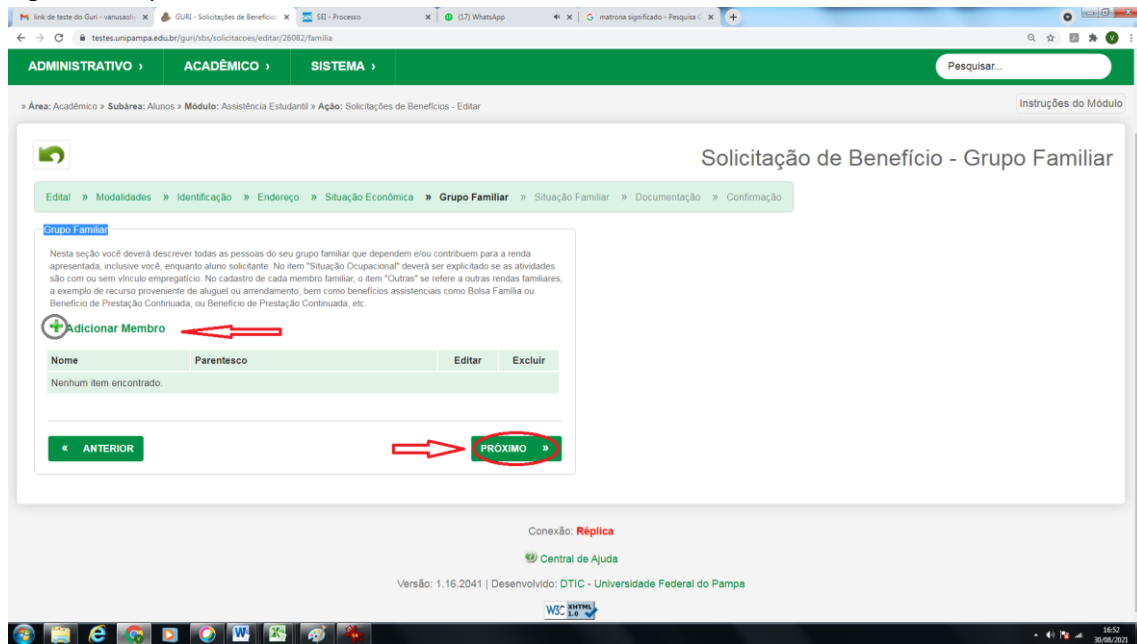 link de teste do Guri - vanusaoliv
GURI - Solicitações de Benefícios
SEI - Processo
(17) WhatsApp
matrona significado - Pesquisa G
testes.unipampa.edu.br/guri/sbs/solicitacoes/editar/26082/familia
ADMINISTRATIVO › ACADÊMICO › SISTEMA ›
Pesquisar...
» Área: Acadêmico » Subárea: Alunos » Módulo: Assistência Estudantil » Ação: Solicitações de Benefícios - Editar
Instruções do Módulo
Solicitação de Benefício - Grupo Familiar
Edital » Modalidades » Identificação » Endereço » Situação Econômica » Grupo Familiar » Situação Familiar » Documentação » Confirmação
Grupo Familiar
Nesta seção você deverá descrever todas as pessoas do seu grupo familiar que dependem e/ou contribuem para a renda
apresentada, inclusive você, enquanto aluno solicitante. No item "Situação Ocupacional" deverá ser explicitado se as atividades
são com ou sem vínculo empregatício. No cadastro de cada membro familiar, o item "Outras" se refere a outras rendas familiares,
a exemplo de recurso proveniente de aluguel ou arrendamento, bem como benefícios assistenciais como Bolsa Família ou
Benefício de Prestação Continuada, ou Benefício de Prestação Continuada, etc.
Adicionar Membro
Nome Parentesco Editar Excluir
Nenhum item encontrado.
« ANTERIOR
PRÓXIMO »
Conexão: Réplica
Central de Ajuda
Versão: 1.16.2041 | Desenvolvido: DTIC - Universidade Federal do Pampa
W3C XHTML 1.0
16:52
30/08/2021